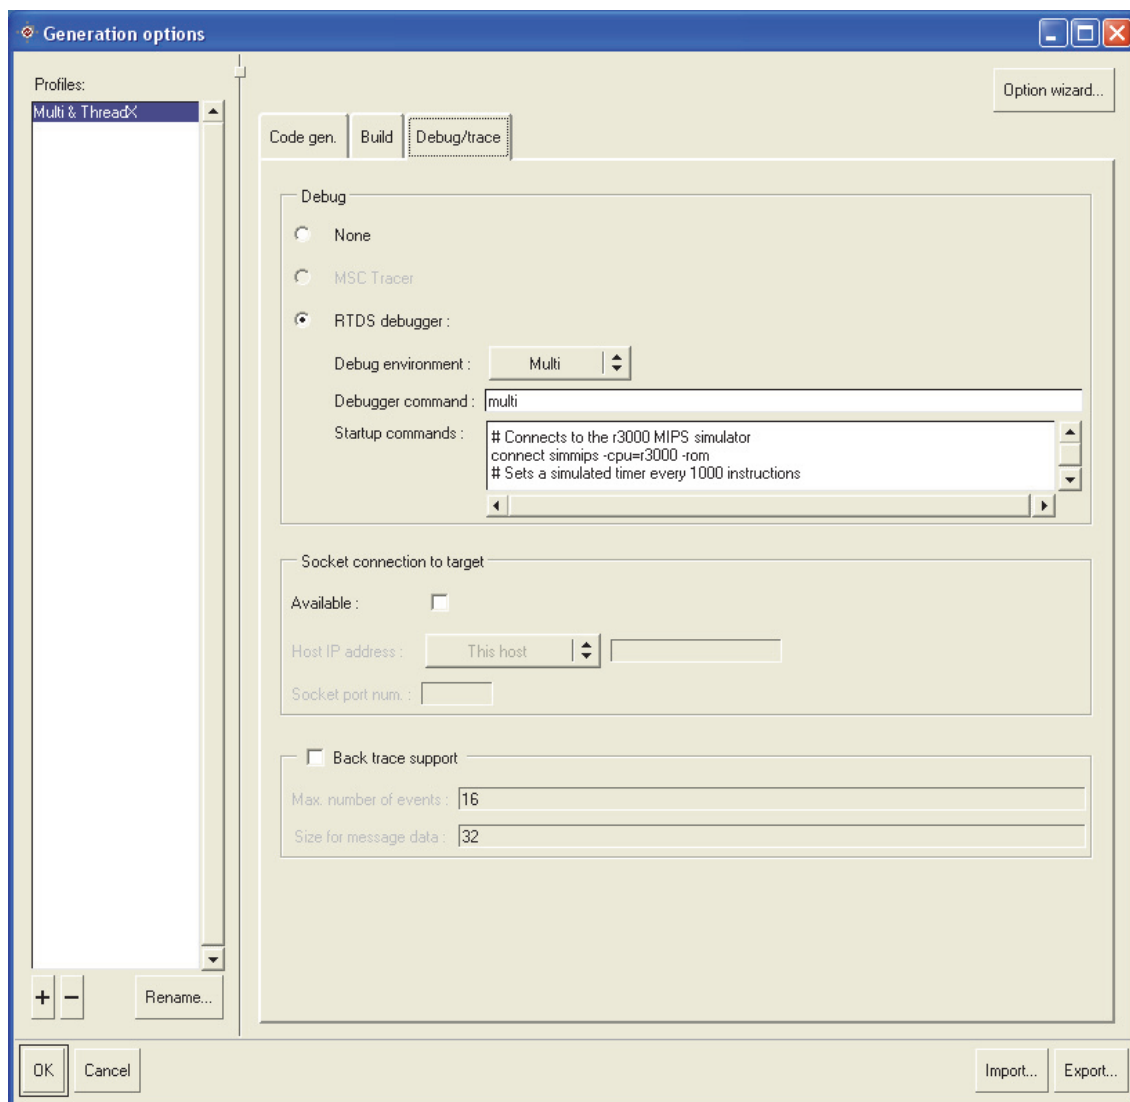 Generation options
Profiles:
Multi & ThreadX
Option wizard...
Code gen. Build Debug/trace
Debug
None
MSC Tracer
RTDS debugger :
Debug environment : Multi
Debugger command : multi
Startup commands : # Connects to the r3000 MIPS simulator
connect simmips -cpu=r3000 -rom
# Sets a simulated timer every 1000 instructions
Socket connection to target
Available :
Host IP address : This host
Socket port num. :
Back trace support
Max. number of events : 16
Size for message data : 32
+ − Rename...
OK Cancel Import... Export...